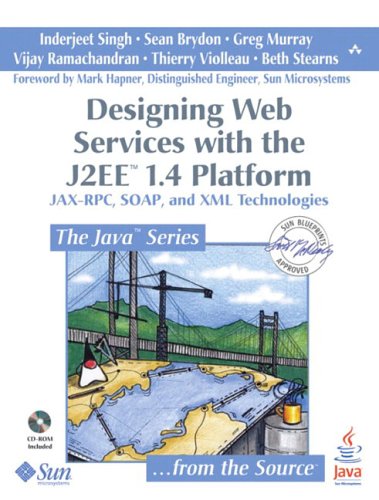 Inderjeet Singh • Sean Brydon • Greg Murray
Vijay Ramachandran • Thierry Violleau • Beth Stearns
Foreword by Mark Hapner, Distinguished Engineer, Sun Microsystems
Designing Web
Services with the
J2EE™ 1.4 Platform
JAX-RPC, SOAP, and XML Technologies
The Java™ Series
SUN BLUEPRINTS
APPROVED
CD-ROM
Included
Sun
microsystems
...from the Source™
Java
Sun Microsystems